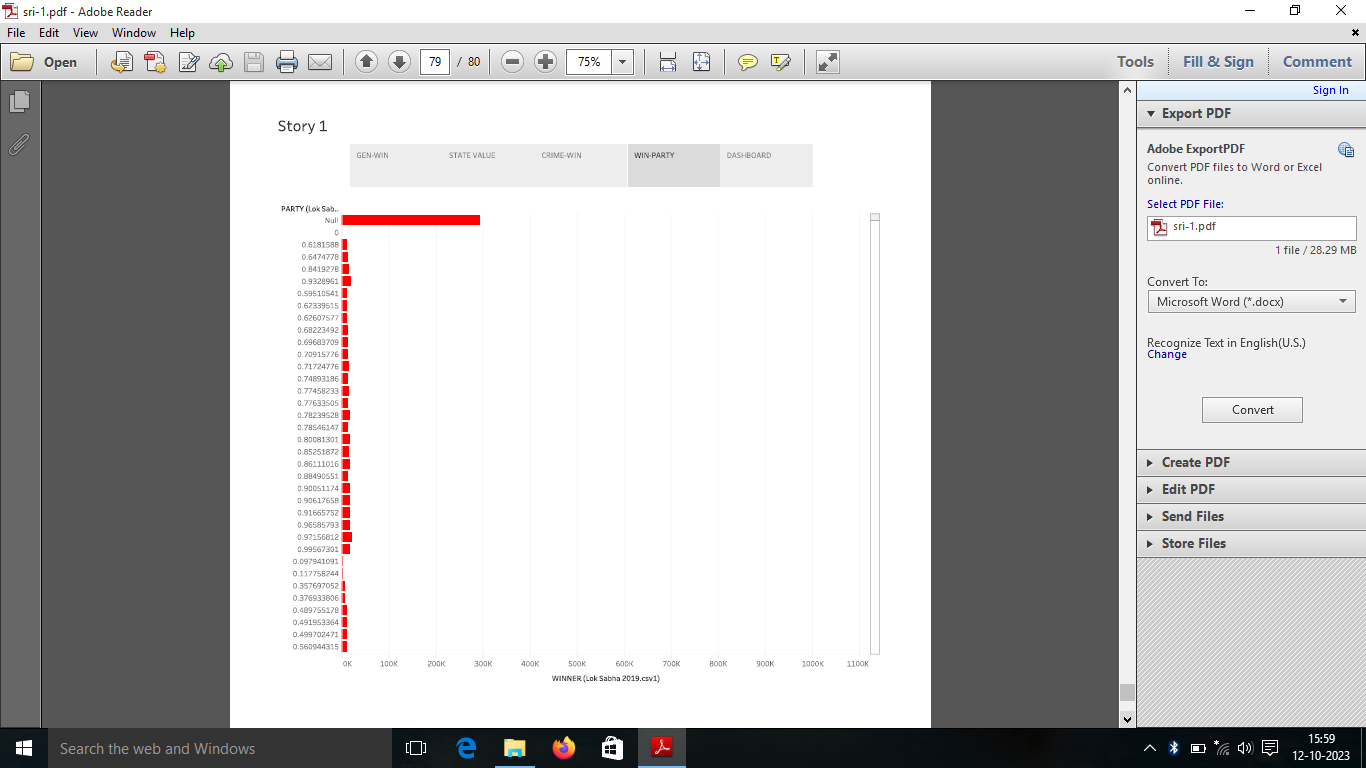 sri-1.pdf - Adobe Reader
File Edit View Window Help
Open 79 / 80 75% Tools Fill & Sign Comment
Sign In
Export PDF
Adobe ExportPDF
Convert PDF files to Word or Excel
online.
Select PDF File:
sri-1.pdf
1 file / 28.29 MB
Convert To:
Microsoft Word (*.docx)
Recognize Text in English(U.S.)
Change
Convert
Create PDF
Edit PDF
Send Files
Store Files
Story 1
GEN-WIN STATE VALUE CRIME-WIN WIN-PARTY DASHBOARD
PARTY (Lok Sab..
Null
0
0.6181588
0.6474778
0.8419278
0.9328961
0.59510541
0.62339515
0.62607577
0.68223492
0.69683709
0.70915776
0.71724776
0.74893186
0.77458233
0.77633505
0.78239528
0.78546147
0.80081301
0.85251872
0.86111016
0.88490551
0.90051174
0.90617658
0.91665752
0.96585793
0.97156812
0.99567301
0.097941091
0.117758244
0.357697052
0.376933806
0.489755178
0.491953364
0.499702471
0.560944315
0K 100K 200K 300K 400K 500K 600K 700K 800K 900K 1000K 1100K
WINNER (Lok Sabha 2019.csv1)
Search the web and Windows
15:59
12-10-2023